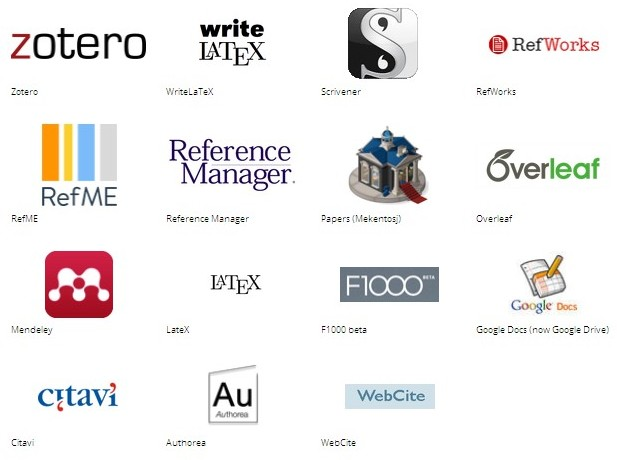 zotero
write
LATEX
S
RefWorks
Zotero
WriteLaTeX
Scrivener
RefWorks
RefME
Reference
Manager
överleaf
RefME
Reference Manager
Papers (Mekentosj)
Overleaf
LATEX
F1000 BETA
Google Docs
Mendeley
LateX
F1000 beta
Google Docs (now Google Drive)
citavi
Au
Authorea
WebCite
Citavi
Authorea
WebCite